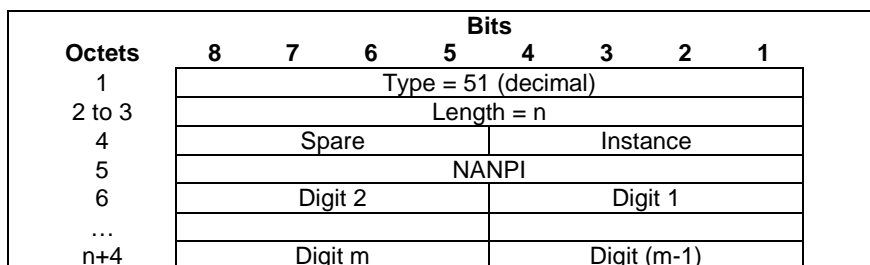 Bits
Octets 8 7 6 5 4 3 2 1
1 Type = 51 (decimal)
2 to 3 Length = n
4 Spare Instance
5 NANPI
6 Digit 2 Digit 1
…
n+4 Digit m Digit (m-1)